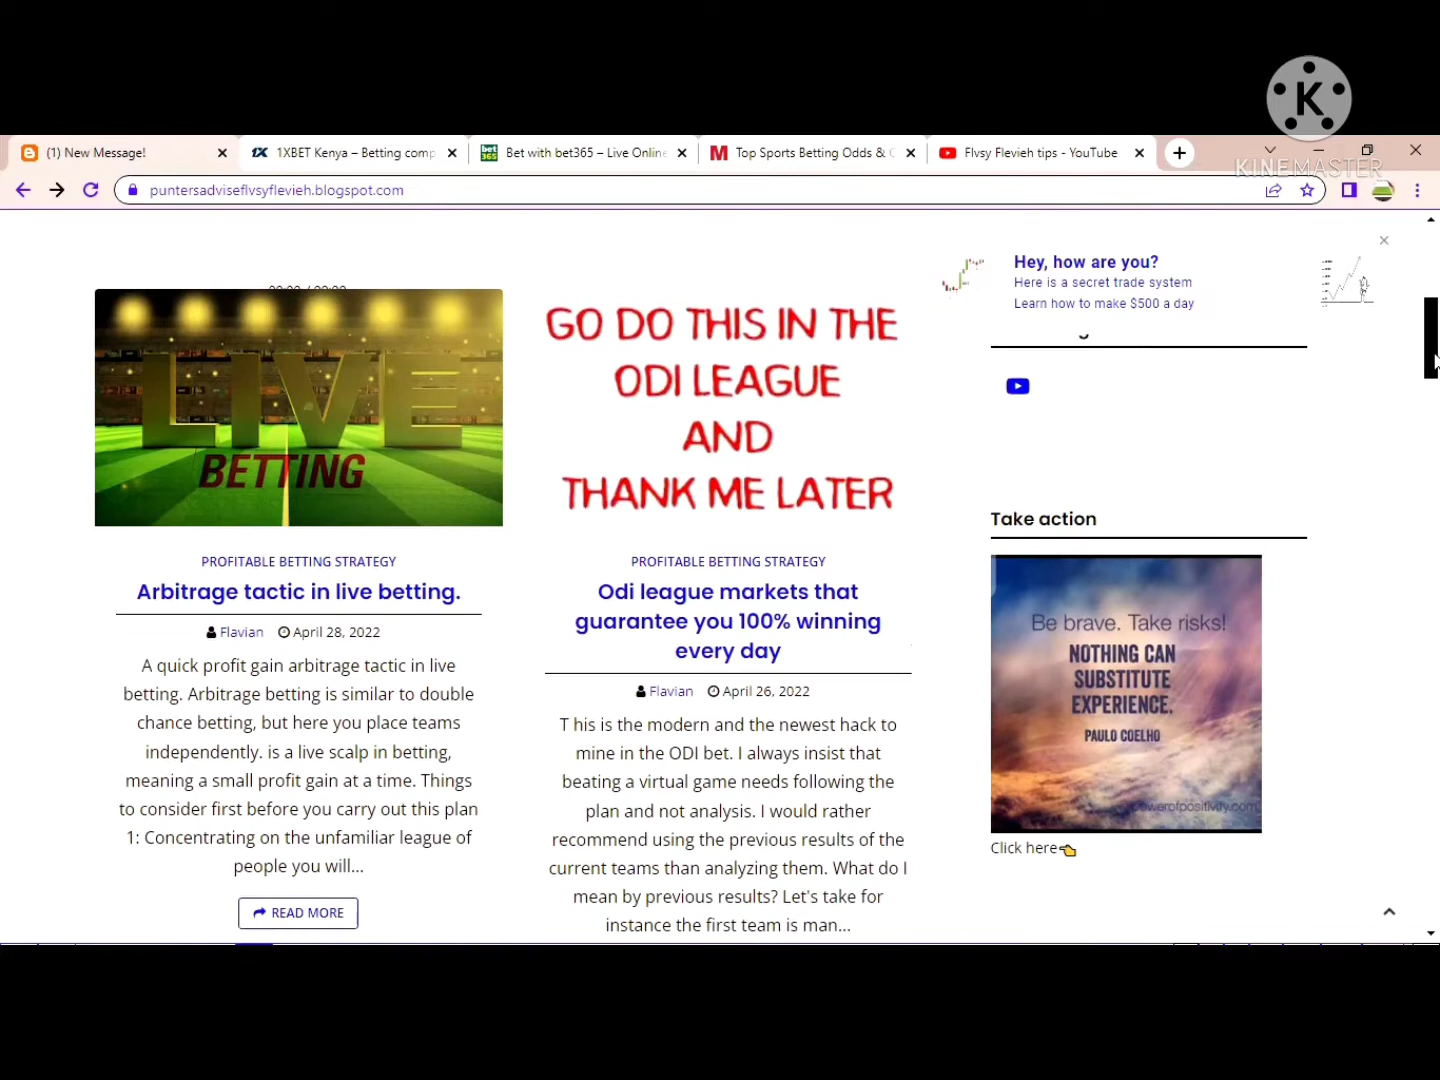 K
KINEMASTER
(1) New Message!
1XBET Kenya – Betting comp
bet365
Bet with bet365 – Live Online
Top Sports Betting Odds &
Flvsy Flevieh tips - YouTube
puntersadviseflvsyflevieh.blogspot.com
LIVE
BETTING
PROFITABLE BETTING STRATEGY
Arbitrage tactic in live betting.
Flavian April 28, 2022
A quick profit gain arbitrage tactic in live
betting. Arbitrage betting is similar to double
chance betting, but here you place teams
independently. is a live scalp in betting,
meaning a small profit gain at a time. Things
to consider first before you carry out this plan
1: Concentrating on the unfamiliar league of
people you will...
READ MORE
GO DO THIS IN THE
ODI LEAGUE
AND
THANK ME LATER
PROFITABLE BETTING STRATEGY
Odi league markets that
guarantee you 100% winning
every day
Flavian April 26, 2022
T his is the modern and the newest hack to
mine in the ODI bet. I always insist that
beating a virtual game needs following the
plan and not analysis. I would rather
recommend using the previous results of the
current teams than analyzing them. What do I
mean by previous results? Let's take for
instance the first team is man...
Hey, how are you?
Here is a secret trade system
Learn how to make $500 a day
Take action
Be brave. Take risks!
NOTHING CAN
SUBSTITUTE
EXPERIENCE.
PAULO COELHO
powerofpositivity.com
Click here